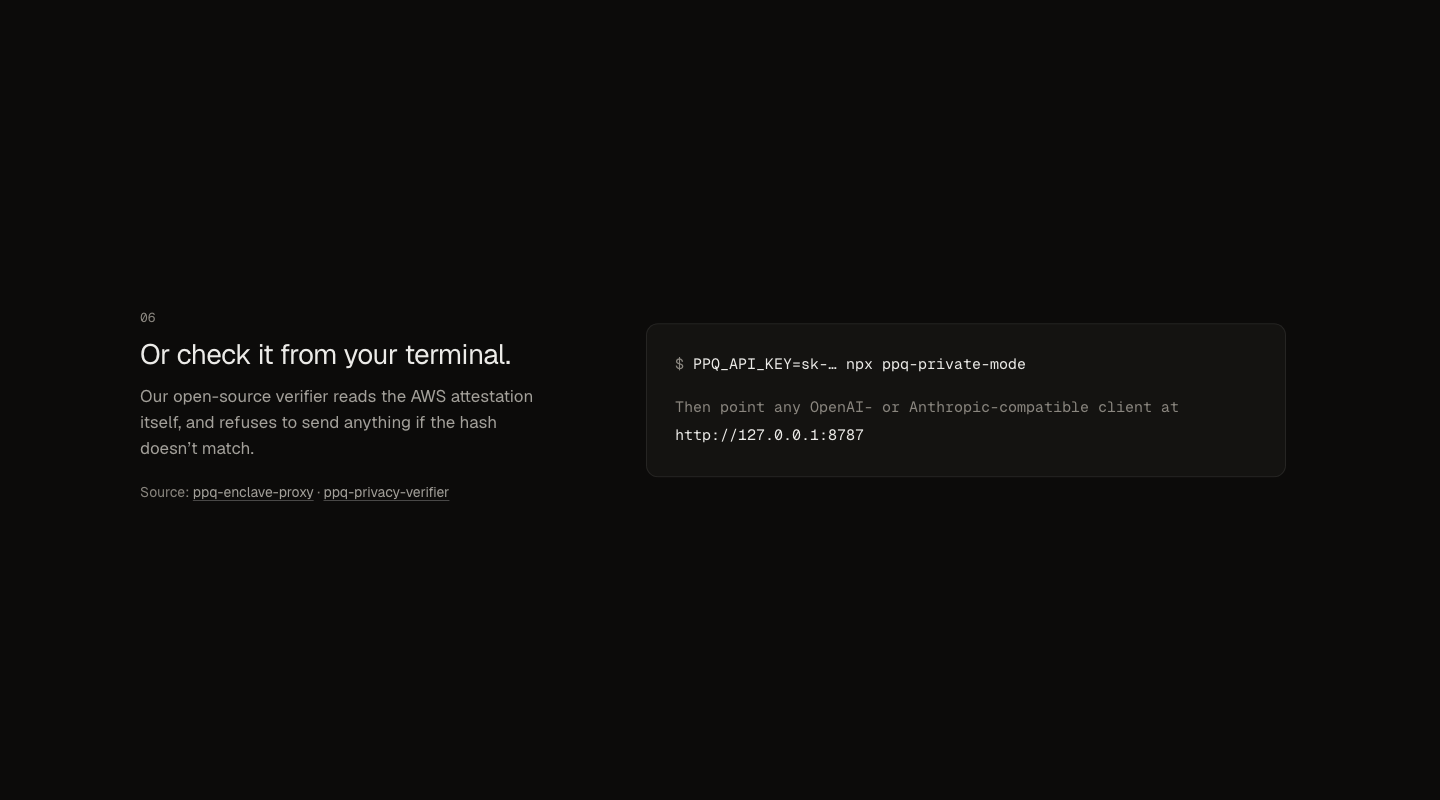 06
Or check it from your terminal.
Our open-source verifier reads the AWS attestation
itself, and refuses to send anything if the hash
doesn’t match.
Source: ppq-enclave-proxy · ppq-privacy-verifier
$ PPQ_API_KEY=sk-… npx ppq-private-mode
Then point any OpenAI- or Anthropic-compatible client at
http://127.0.0.1:8787